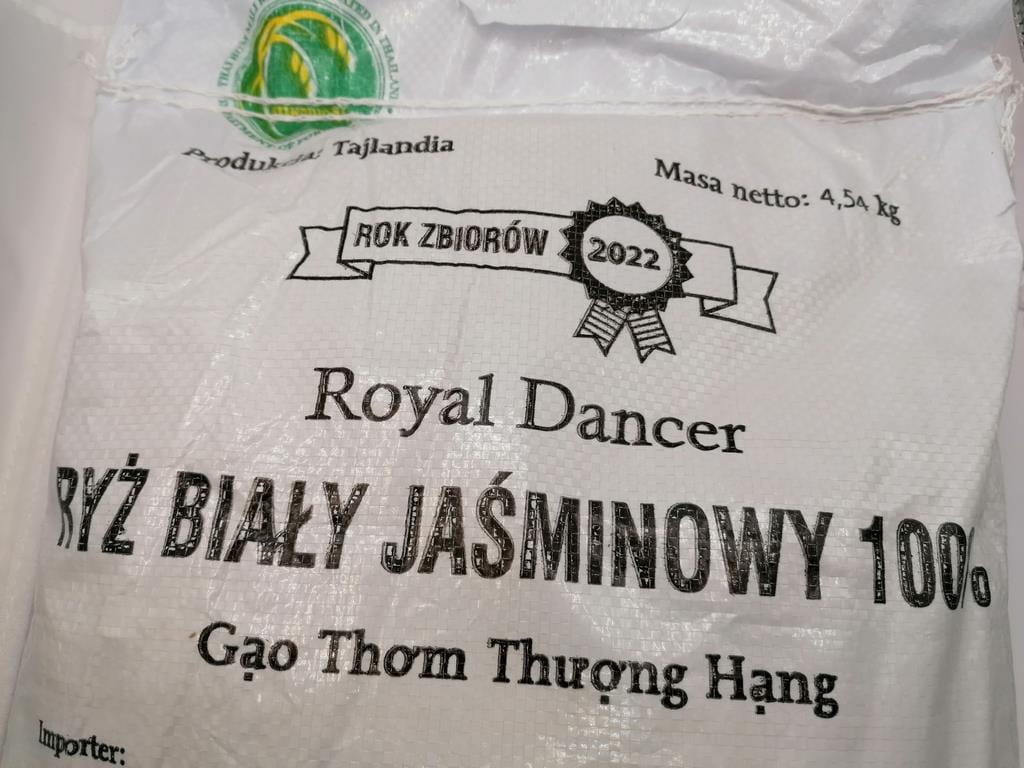 Produkcja: Tajlandia
Masa netto: 4,54 kg
ROK ZBIORÓW 2022
Royal Dancer
RYŻ BIAŁY JAŚMINOWY 100%
Gạo Thơm Thượng Hạng
Importer: